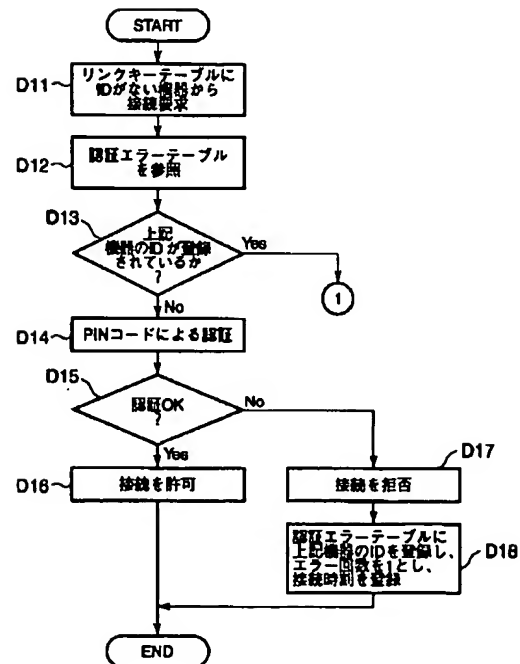 START
D11
リンクキーテーブルに
IDがない機器から
接続要求
D12
認証エラーテーブル
を参照
D13
上記
機器のIDが登録
されているか
?
Yes
1
No
D14
PINコードによる認証
D15
認証OK
?
No
Yes
D16
接続を許可
D17
接続を拒否
D18
認証エラーテーブルに
上記機器のIDを登録し、
エラー回数を1とし、
接続時刻を登録
END